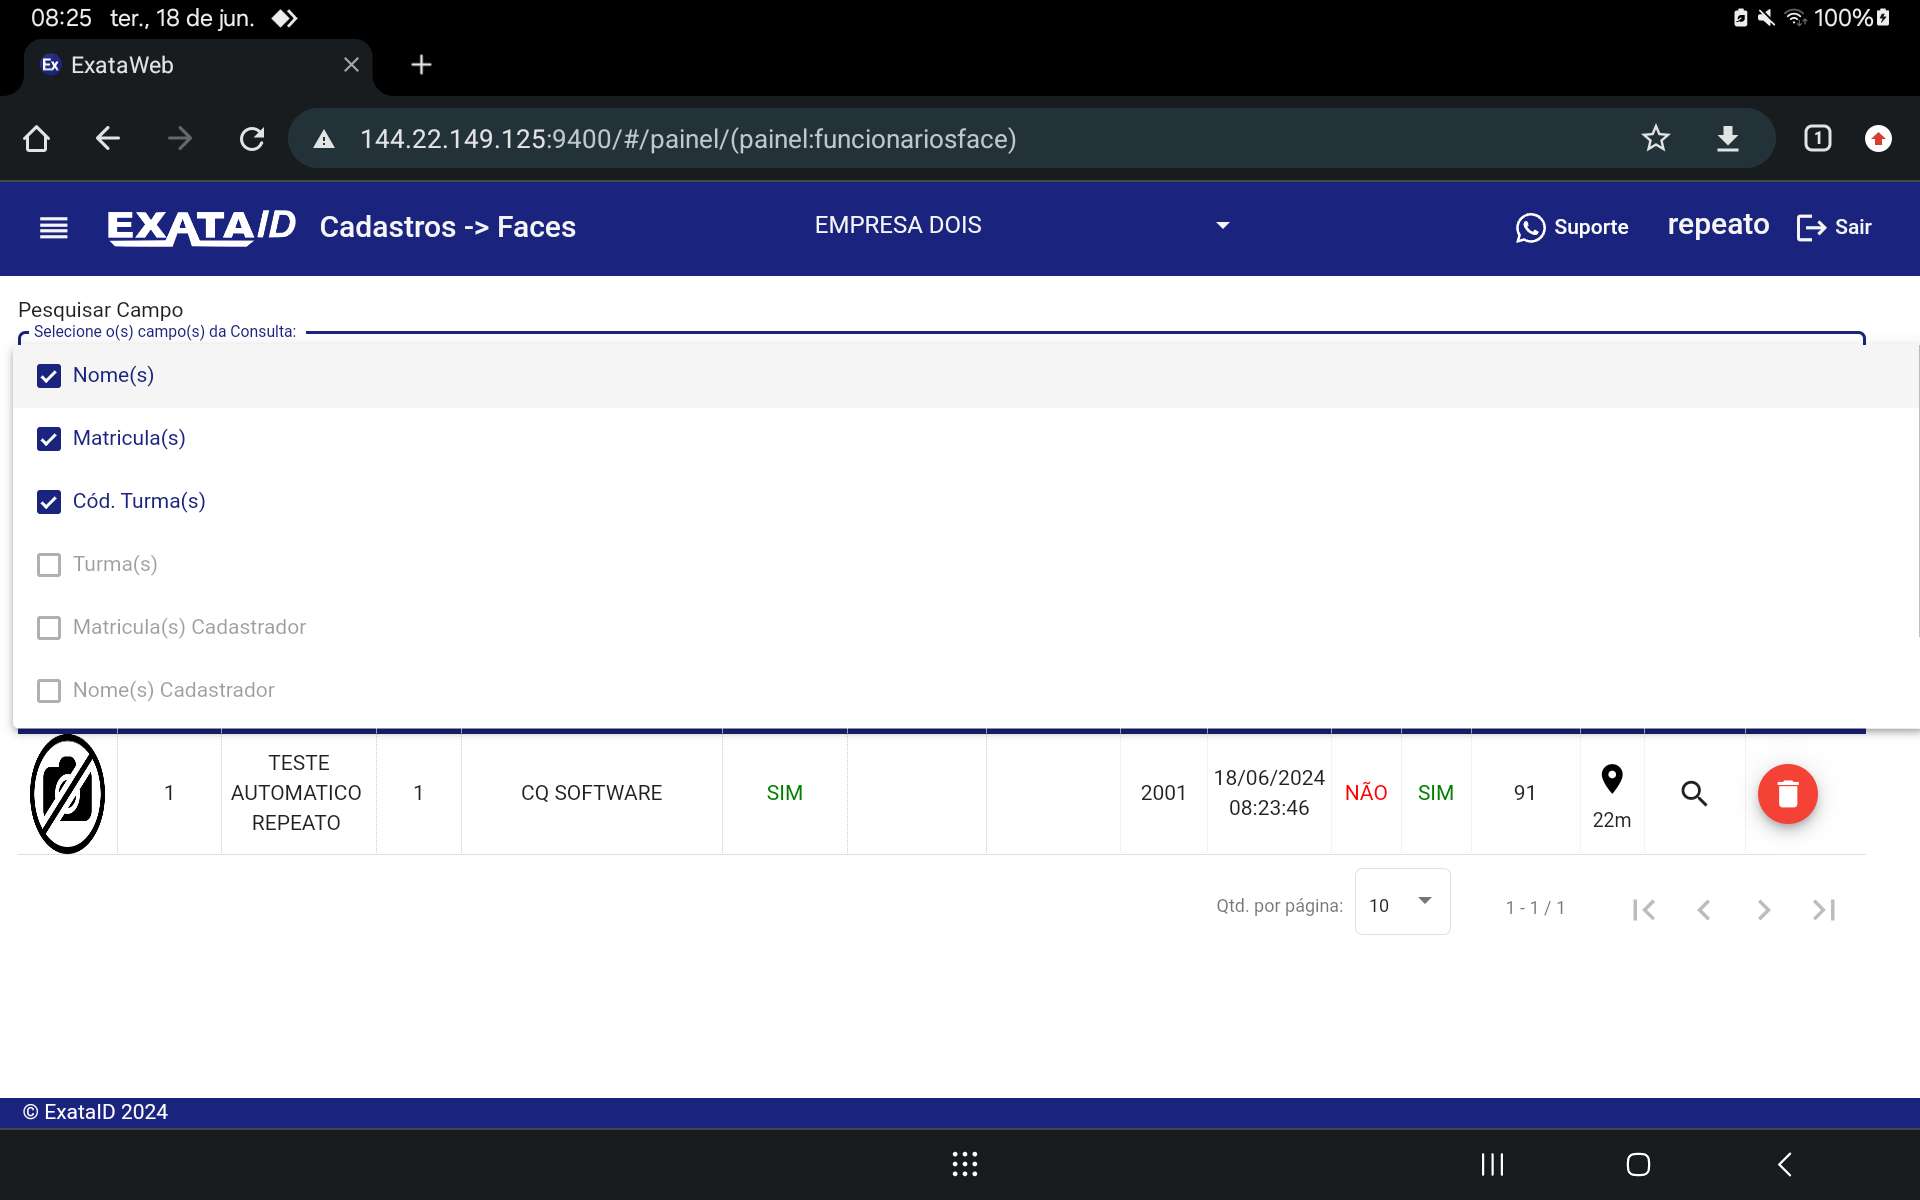 08:25 ter., 18 de jun.
100%
Ex ExataWeb
144.22.149.125:9400/#/painel/(painel:funcionariosface)
1
EXATA ID Cadastros -> Faces EMPRESA DOIS Suporte repeato Sair
Pesquisar Campo
Selecione o(s) campo(s) da Consulta:
Nome(s)
Matricula(s)
Cód. Turma(s)
Turma(s)
Matricula(s) Cadastrador
Nome(s) Cadastrador
1 TESTE AUTOMATICO REPEATO 1 CQ SOFTWARE SIM 2001 18/06/2024 08:23:46 NÃO SIM 91 22m
Qtd. por página: 10 1 - 1 / 1
© ExataID 2024